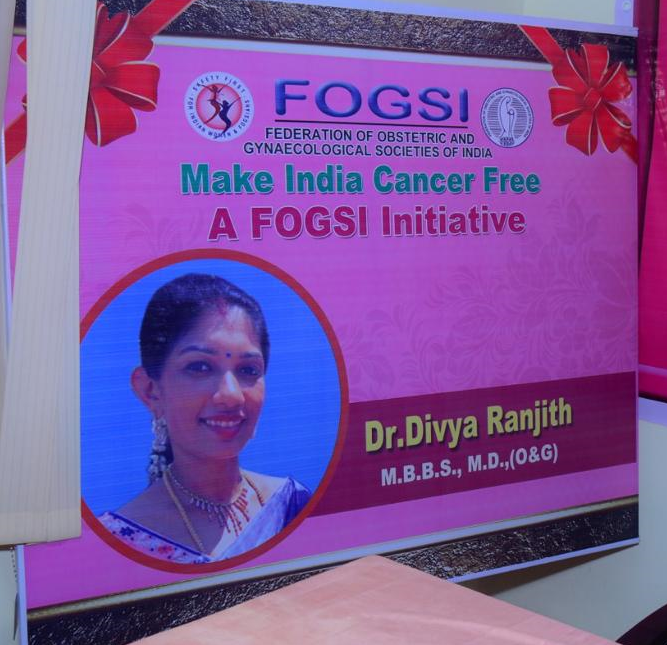 FOGSI
FEDERATION OF OBSTETRIC AND
GYNAECOLOGICAL SOCIETIES OF INDIA
Make India Cancer Free
A FOGSI Initiative
Dr.Divya Ranjith
M.B.B.S., M.D.,(O&G)